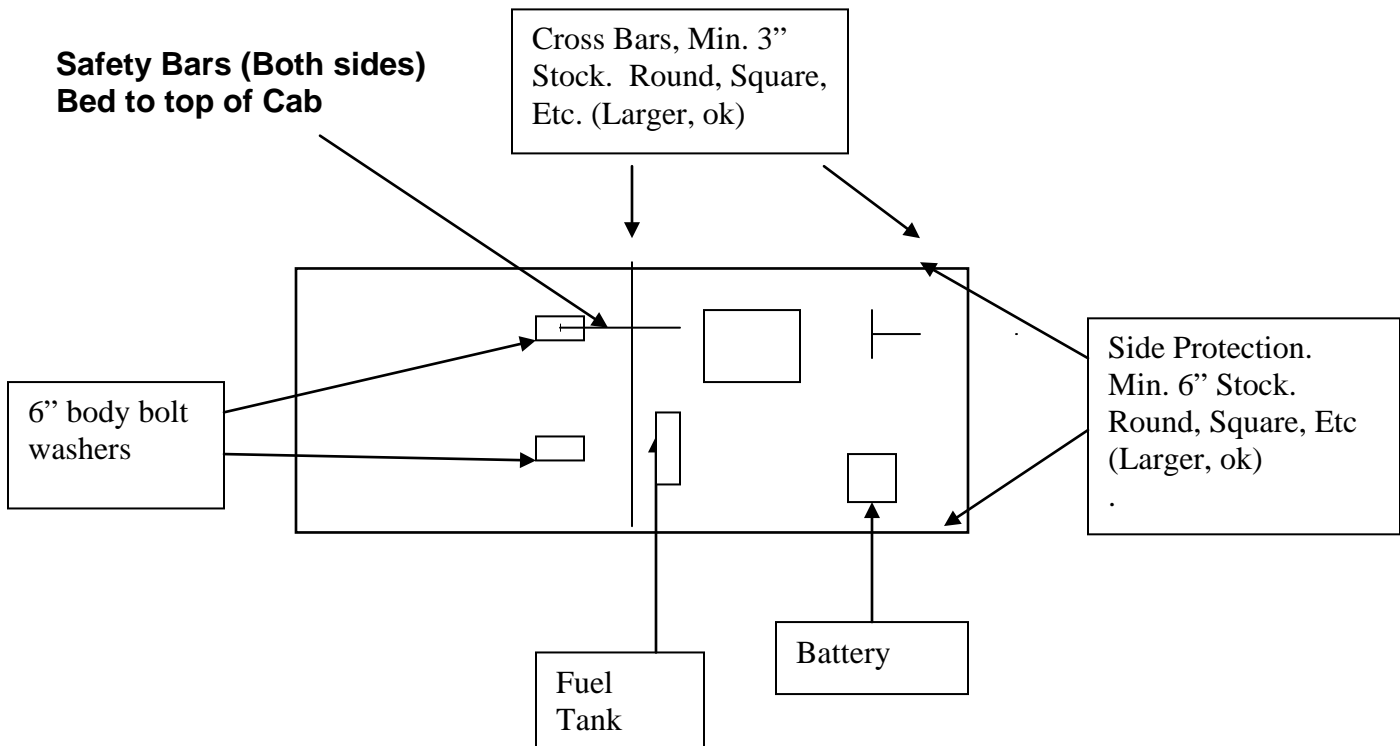 Safety Bars (Both sides)
Bed to top of Cab
Cross Bars, Min. 3”
Stock.  Round, Square,
Etc. (Larger, ok)
6” body bolt
washers
Side Protection.
Min. 6” Stock.
Round, Square, Etc
(Larger, ok)
.
Fuel
Tank
Battery